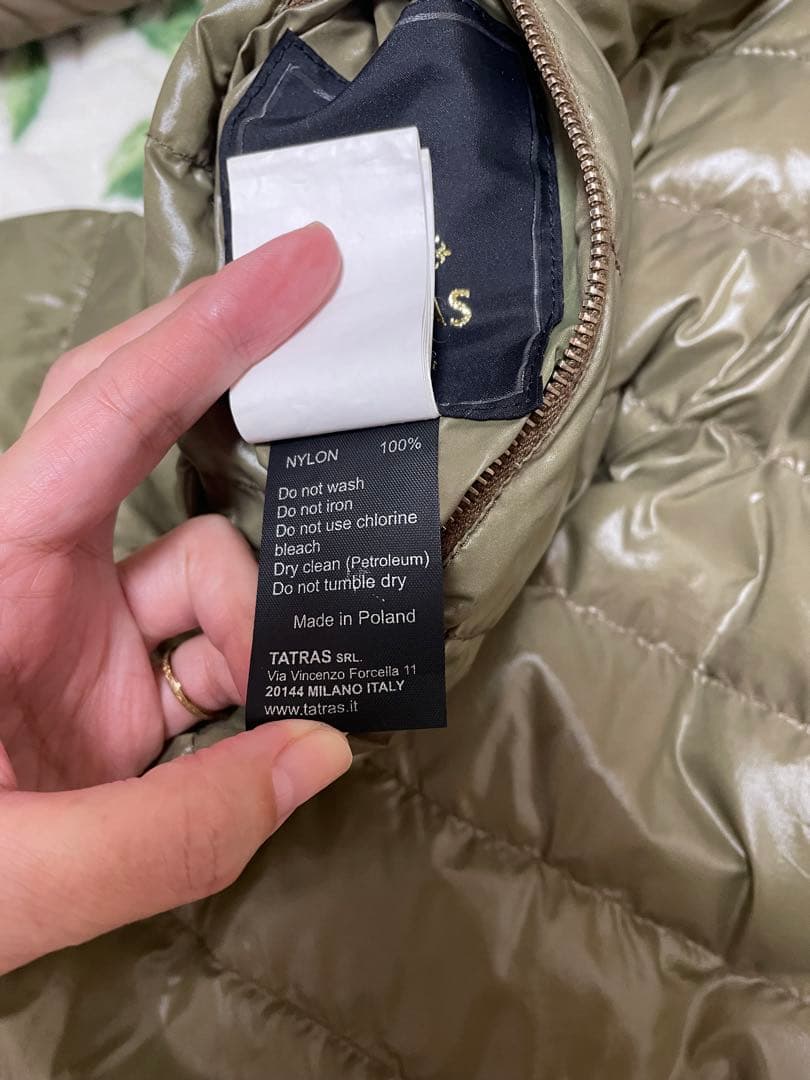 NYLON 100%
Do not wash
Do not iron
Do not use chlorine
bleach
Dry clean (Petroleum)
Do not tumble dry
Made in Poland
TATRAS SRL.
Via Vincenzo Forcella 11
20144 MILANO ITALY
www.tatras.it